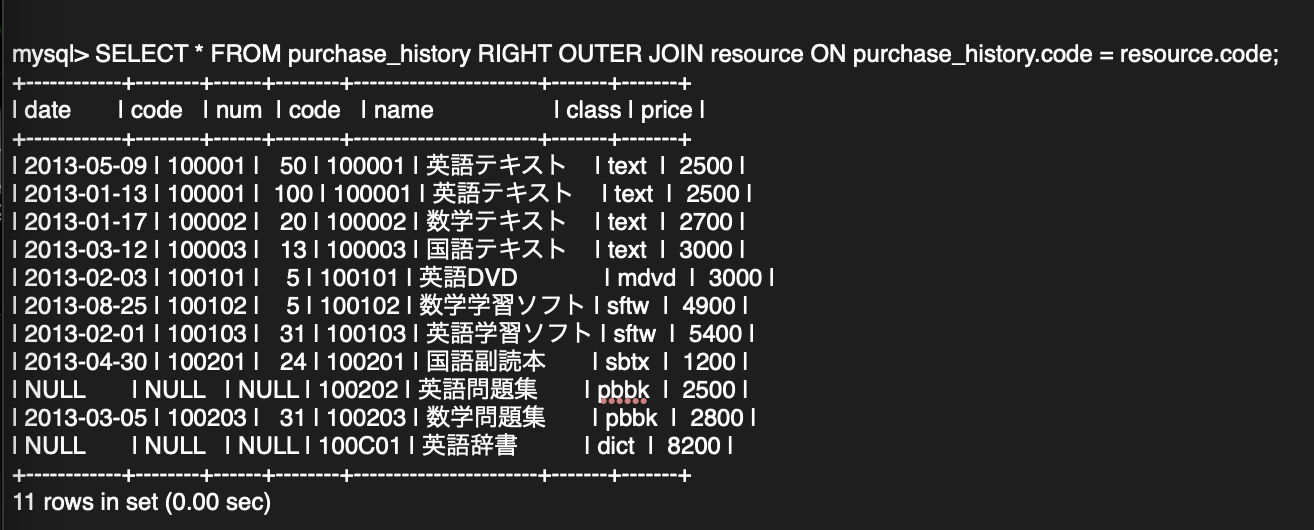 mysql> SELECT * FROM purchase_history RIGHT OUTER JOIN resource ON purchase_history.code = resource.code;
+------------+--------+------+--------+-----------------------+-------+-------+
| date | code | num | code | name | class | price |
+------------+--------+------+--------+-----------------------+-------+-------+
| 2013-05-09 | 100001 | 50 | 100001 | 英語テキスト | text | 2500 |
| 2013-01-13 | 100001 | 100 | 100001 | 英語テキスト | text | 2500 |
| 2013-01-17 | 100002 | 20 | 100002 | 数学テキスト | text | 2700 |
| 2013-03-12 | 100003 | 13 | 100003 | 国語テキスト | text | 3000 |
| 2013-02-03 | 100101 | 5 | 100101 | 英語DVD | mdvd | 3000 |
| 2013-08-25 | 100102 | 5 | 100102 | 数学学習ソフト | sftw | 4900 |
| 2013-02-01 | 100103 | 31 | 100103 | 英語学習ソフト | sftw | 5400 |
| 2013-04-30 | 100201 | 24 | 100201 | 国語副読本 | sbtx | 1200 |
| NULL | NULL | NULL | 100202 | 英語問題集 | pbbk | 2500 |
| 2013-03-05 | 100203 | 31 | 100203 | 数学問題集 | pbbk | 2800 |
| NULL | NULL | NULL | 100C01 | 英語辞書 | dict | 8200 |
+------------+--------+------+--------+-----------------------+-------+-------+
11 rows in set (0.00 sec)